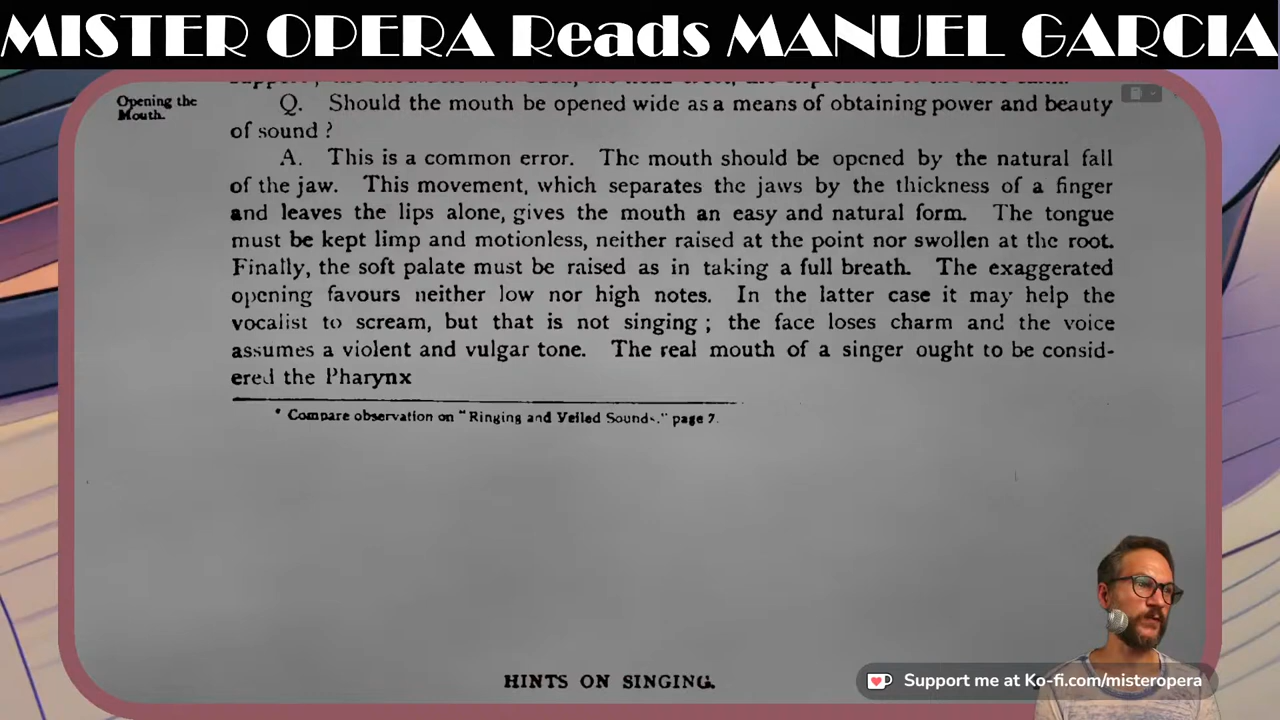 MISTER OPERA Reads MANUEL GARCIA
Opening the
Mouth.
Q. Should the mouth be opened wide as a means of obtaining power and beauty
of sound ?
A. This is a common error. The mouth should be opened by the natural fall
of the jaw. This movement, which separates the jaws by the thickness of a finger
and leaves the lips alone, gives the mouth an easy and natural form. The tongue
must be kept limp and motionless, neither raised at the point nor swollen at the root.
Finally, the soft palate must be raised as in taking a full breath. The exaggerated
opening favours neither low nor high notes. In the latter case it may help the
vocalist to scream, but that is not singing ; the face loses charm and the voice
assumes a violent and vulgar tone. The real mouth of a singer ought to be consid-
ered the Pharynx
* Compare observation on "Ringing and Veiled Sounds," page 7.
HINTS ON SINGING.
Support me at Ko-fi.com/misteropera